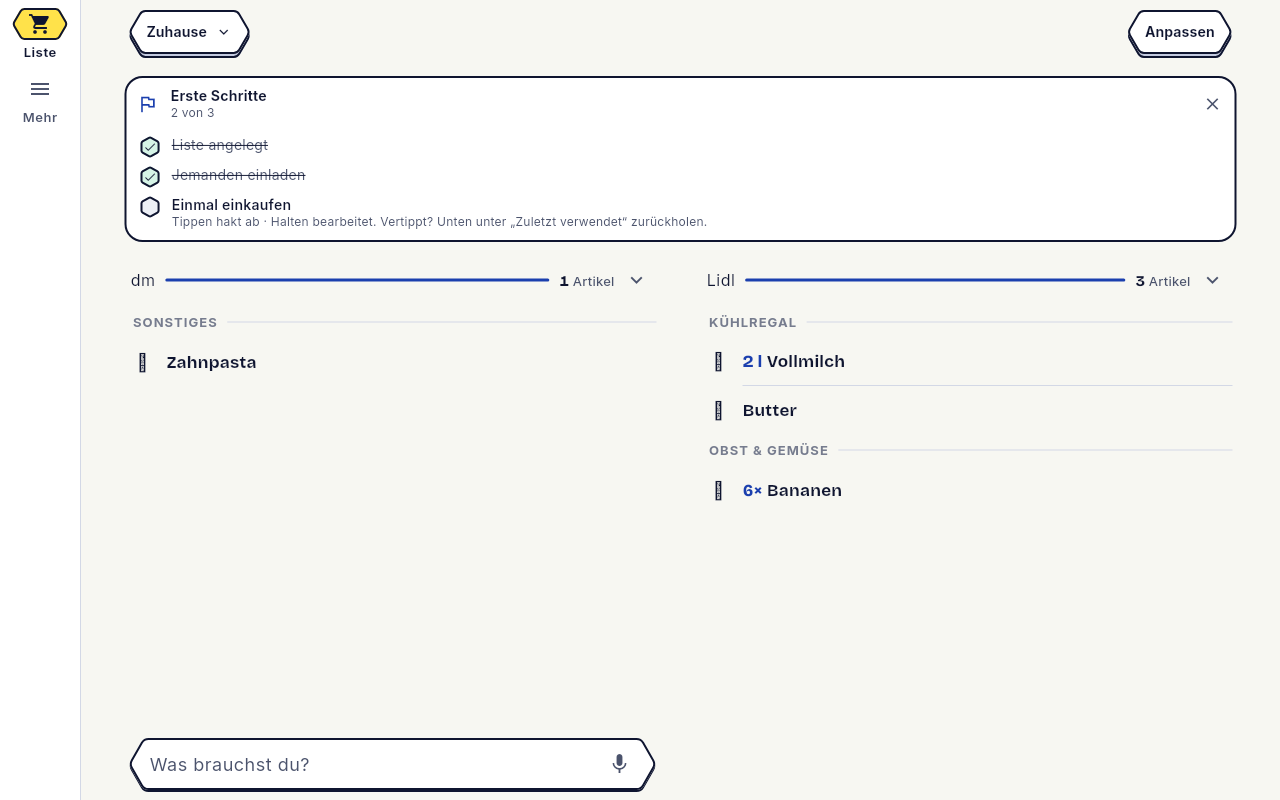 Liste
Mehr
Zuhause
Anpassen
Erste Schritte
2 von 3
Liste angelegt
Jemanden einladen
Einmal einkaufen
Tippen hakt ab · Halten bearbeitet. Vertippt? Unten unter „Zuletzt verwendet“ zurückholen.
dm
1 Artikel
SONSTIGES
Zahnpasta
Lidl
3 Artikel
KÜHLREGAL
2 l Vollmilch
Butter
OBST & GEMÜSE
6× Bananen
Was brauchst du?